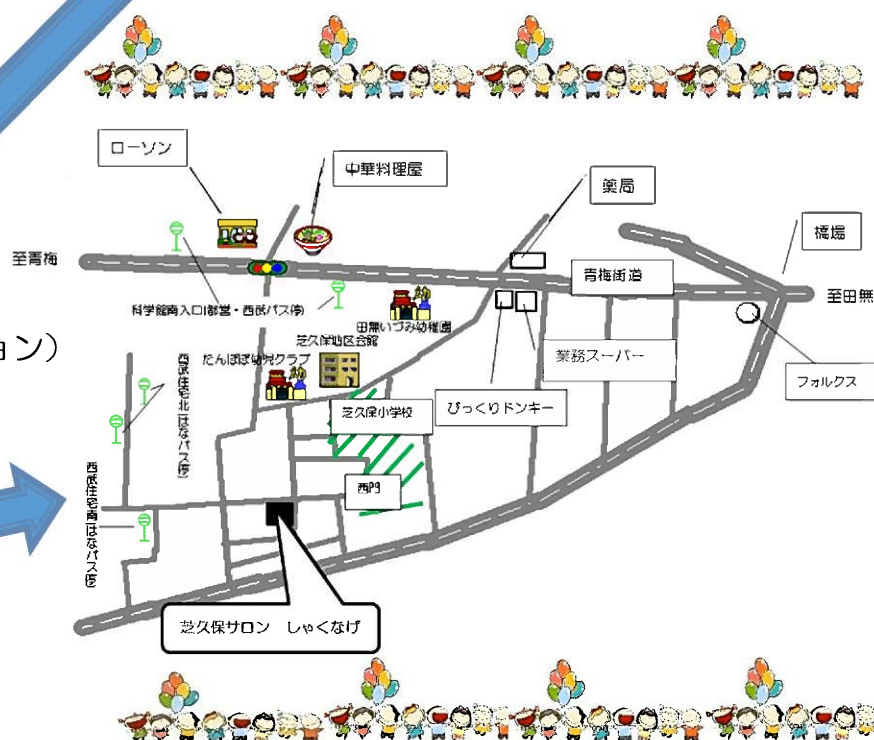 ローソン
中華料理屋
薬局
橋場
至青梅
青梅街道
至田無
科学館南入口(都営・西武バス停)
田無いづみ幼稚園
ョン)
芝久保地区会館
たんぽぽ幼児クラブ
業務スーパー
フォルクス
西武住宅北(はなバス停)
芝久保小学校
びっくりドンキー
西武住宅南(はなバス停)
西門
芝久保サロン しゃくなげ